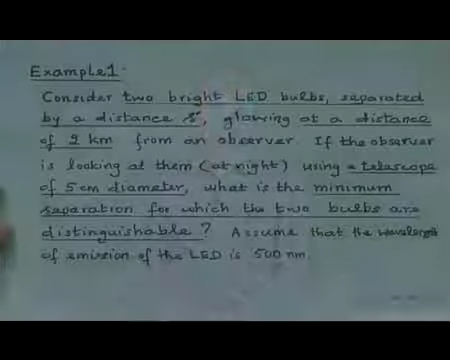 Example 1.
Consider two bright LED bulbs, separated
by a distance 's', glowing at a distance
of 2 km from an observer. If the observer
is looking at them (at night) using a telescope
of 5 cm diameter, what is the minimum
separation for which the two bulbs are
distinguishable? Assume that the wavelength
of emission of the LED is 500 nm.